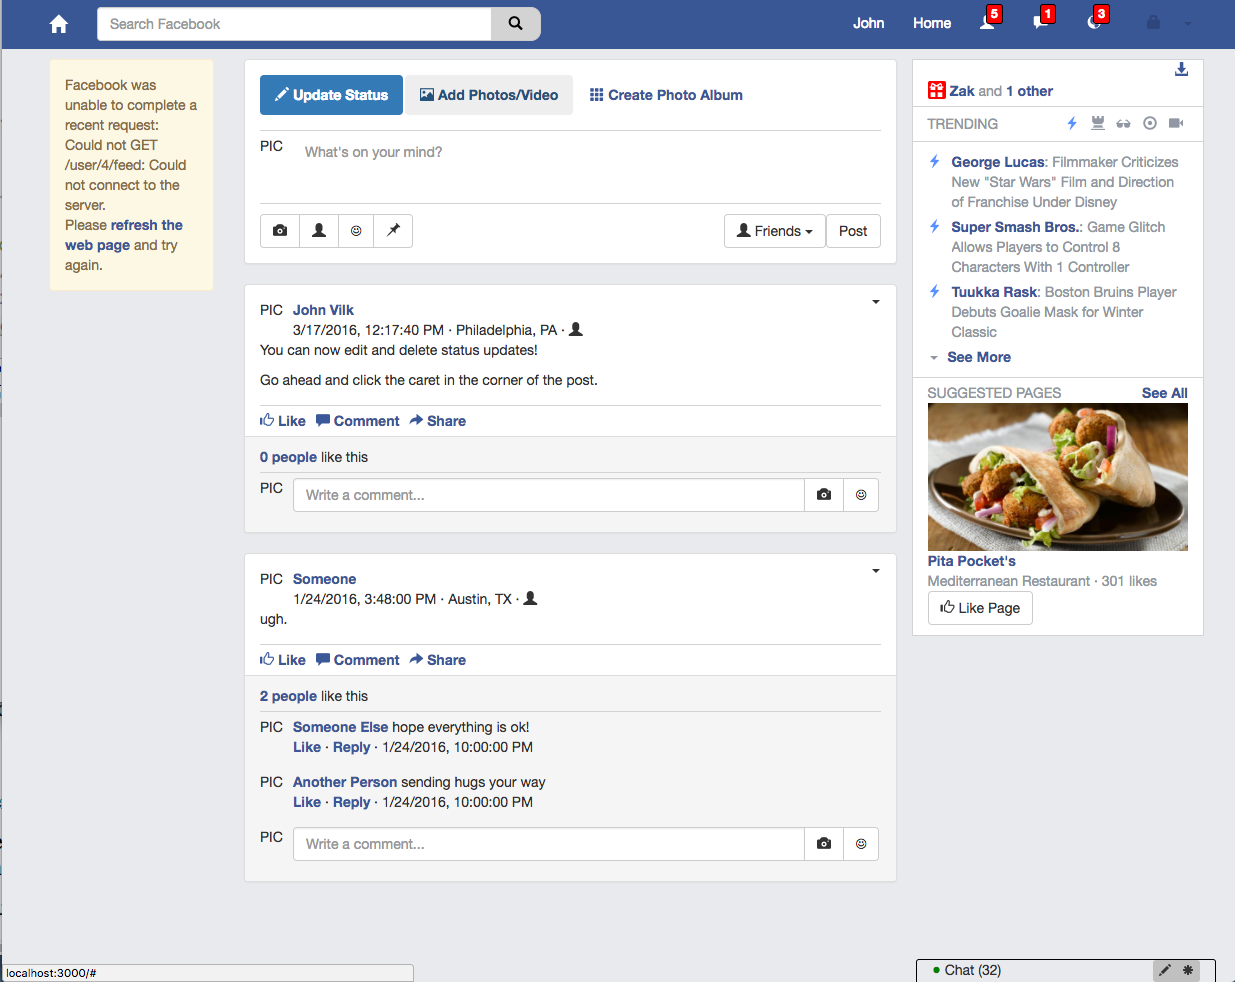 Search Facebook
John
Home
5
1
3
Facebook was
unable to complete a
recent request:
Could not GET
/user/4/feed: Could
not connect to the
server.
Please refresh the
web page and try
again.
Update Status
Add Photos/Video
Create Photo Album
PIC
What's on your mind?
Friends
Post
PIC John Vilk
3/17/2016, 12:17:40 PM · Philadelphia, PA ·
You can now edit and delete status updates!
Go ahead and click the caret in the corner of the post.
Like Comment Share
0 people like this
PIC
Write a comment...
PIC Someone
1/24/2016, 3:48:00 PM · Austin, TX ·
ugh.
Like Comment Share
2 people like this
PIC Someone Else hope everything is ok!
Like · Reply · 1/24/2016, 10:00:00 PM
PIC Another Person sending hugs your way
Like · Reply · 1/24/2016, 10:00:00 PM
PIC
Write a comment...
Zak and 1 other
TRENDING
George Lucas: Filmmaker Criticizes
New "Star Wars" Film and Direction
of Franchise Under Disney
Super Smash Bros.: Game Glitch
Allows Players to Control 8
Characters With 1 Controller
Tuukka Rask: Boston Bruins Player
Debuts Goalie Mask for Winter
Classic
See More
SUGGESTED PAGES See All
Pita Pocket's
Mediterranean Restaurant · 301 likes
Like Page
localhost:3000/#
Chat (32)